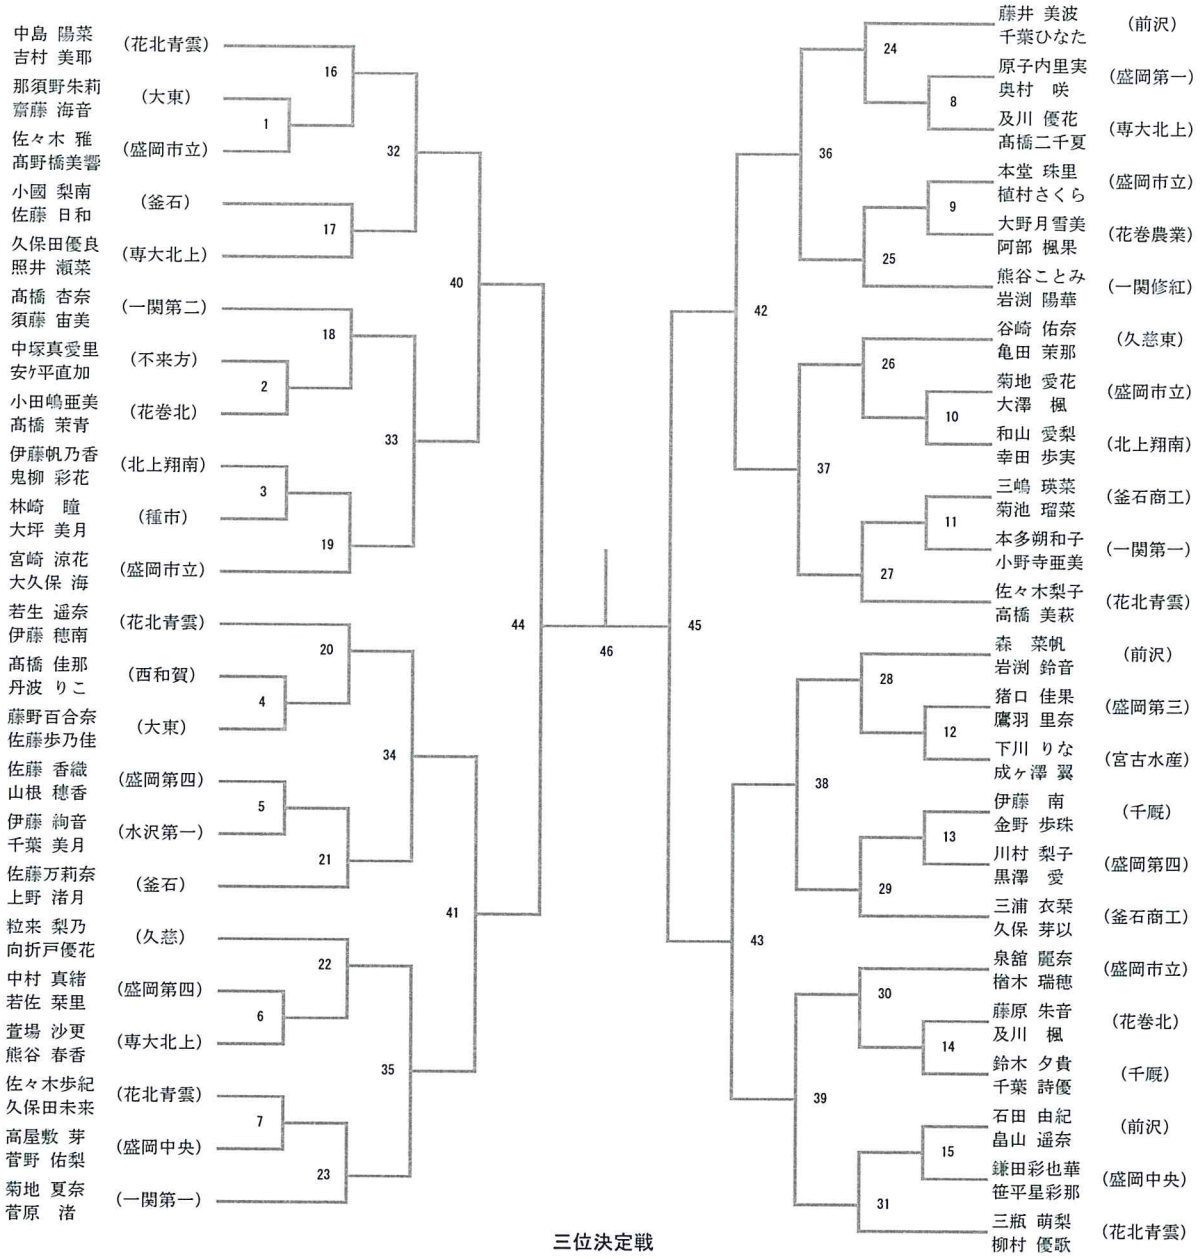 中島 陽菜
吉村 美耶
(花北青雲)
那須野朱莉
齋藤 海音
(大東)
佐々木 雅
髙野橋美響
(盛岡市立)
小國 梨南
佐藤 日和
(釜石)
久保田優良
照井 瀬菜
(専大北上)
髙橋 杏奈
須藤 宙美
(一関第二)
中塚真愛里
安ケ平直加
(不来方)
小田嶋亜美
髙橋 茉青
(花巻北)
伊藤帆乃香
鬼柳 彩花
(北上翔南)
林崎 瞳
大坪 美月
(種市)
宮崎 涼花
大久保 海
(盛岡市立)
若生 遥奈
伊藤 穂南
(花北青雲)
髙橋 佳那
丹波 りこ
(西和賀)
藤野百合奈
佐藤歩乃佳
(大東)
佐藤 香織
山根 穂香
(盛岡第四)
伊藤 絢音
千葉 美月
(水沢第一)
佐藤万莉奈
上野 渚月
(釜石)
粒来 梨乃
向折戸優花
(久慈)
中村 真緒
若佐 栞里
(盛岡第四)
萱場 沙更
熊谷 春香
(専大北上)
佐々木歩紀
久保田未来
(花北青雲)
高屋敷 芽
菅野 佑梨
(盛岡中央)
菊地 夏奈
菅原 渚
(一関第一)
1
2
3
4
5
6
7
16
17
18
19
20
21
22
23
32
33
34
35
40
41
44
46
45
42
43
36
37
38
39
24
25
26
27
28
29
30
31
8
9
10
11
12
13
14
15
藤井 美波
千葉ひなた
(前沢)
原子内里実
奥村 咲
(盛岡第一)
及川 優花
髙橋二千夏
(専大北上)
本堂 珠里
植村さくら
(盛岡市立)
大野月雪美
阿部 楓果
(花巻農業)
熊谷ことみ
岩渕 陽華
(一関修紅)
谷崎 佑奈
亀田 茉那
(久慈東)
菊地 愛花
大澤 楓
(盛岡市立)
和山 愛梨
幸田 歩実
(北上翔南)
三嶋 瑛菜
菊池 瑠菜
(釜石商工)
本多朔和子
小野寺亜美
(一関第一)
佐々木梨子
高橋 美萩
(花北青雲)
森 菜帆
岩渕 鈴音
(前沢)
猪口 佳果
鷹羽 里奈
(盛岡第三)
下川 りな
成ヶ澤 翼
(宮古水産)
伊藤 南
金野 歩珠
(千厩)
川村 梨子
黒澤 愛
(盛岡第四)
三浦 衣栞
久保 芽以
(釜石商工)
泉舘 麗奈
楢木 瑞穂
(盛岡市立)
藤原 朱音
及川 楓
(花巻北)
鈴木 夕貴
千葉 詩優
(千厩)
石田 由紀
畠山 遥奈
(前沢)
鎌田彩也華
笹平星彩那
(盛岡中央)
三瓶 萌梨
柳村 優歌
(花北青雲)
三位決定戦